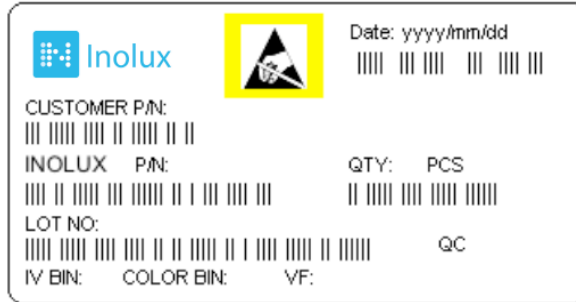 Inolux
Date: yyyy/mm/dd
CUSTOMER P/N:
INOLUX P/N:
QTY: PCS
LOT NO:
QC
IV BIN: COLOR BIN: VF: